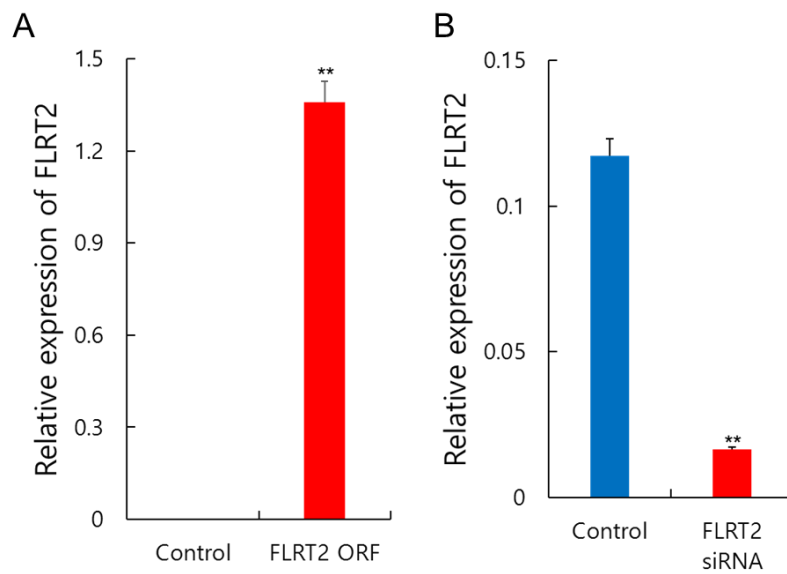 A
Relative expression of FLRT2
1.5
1.2
0.9
0.6
0.3
0
**
Control
FLRT2 ORF
B
Relative expression of FLRT2
0.15
0.1
0.05
0
**
Control
FLRT2
siRNA